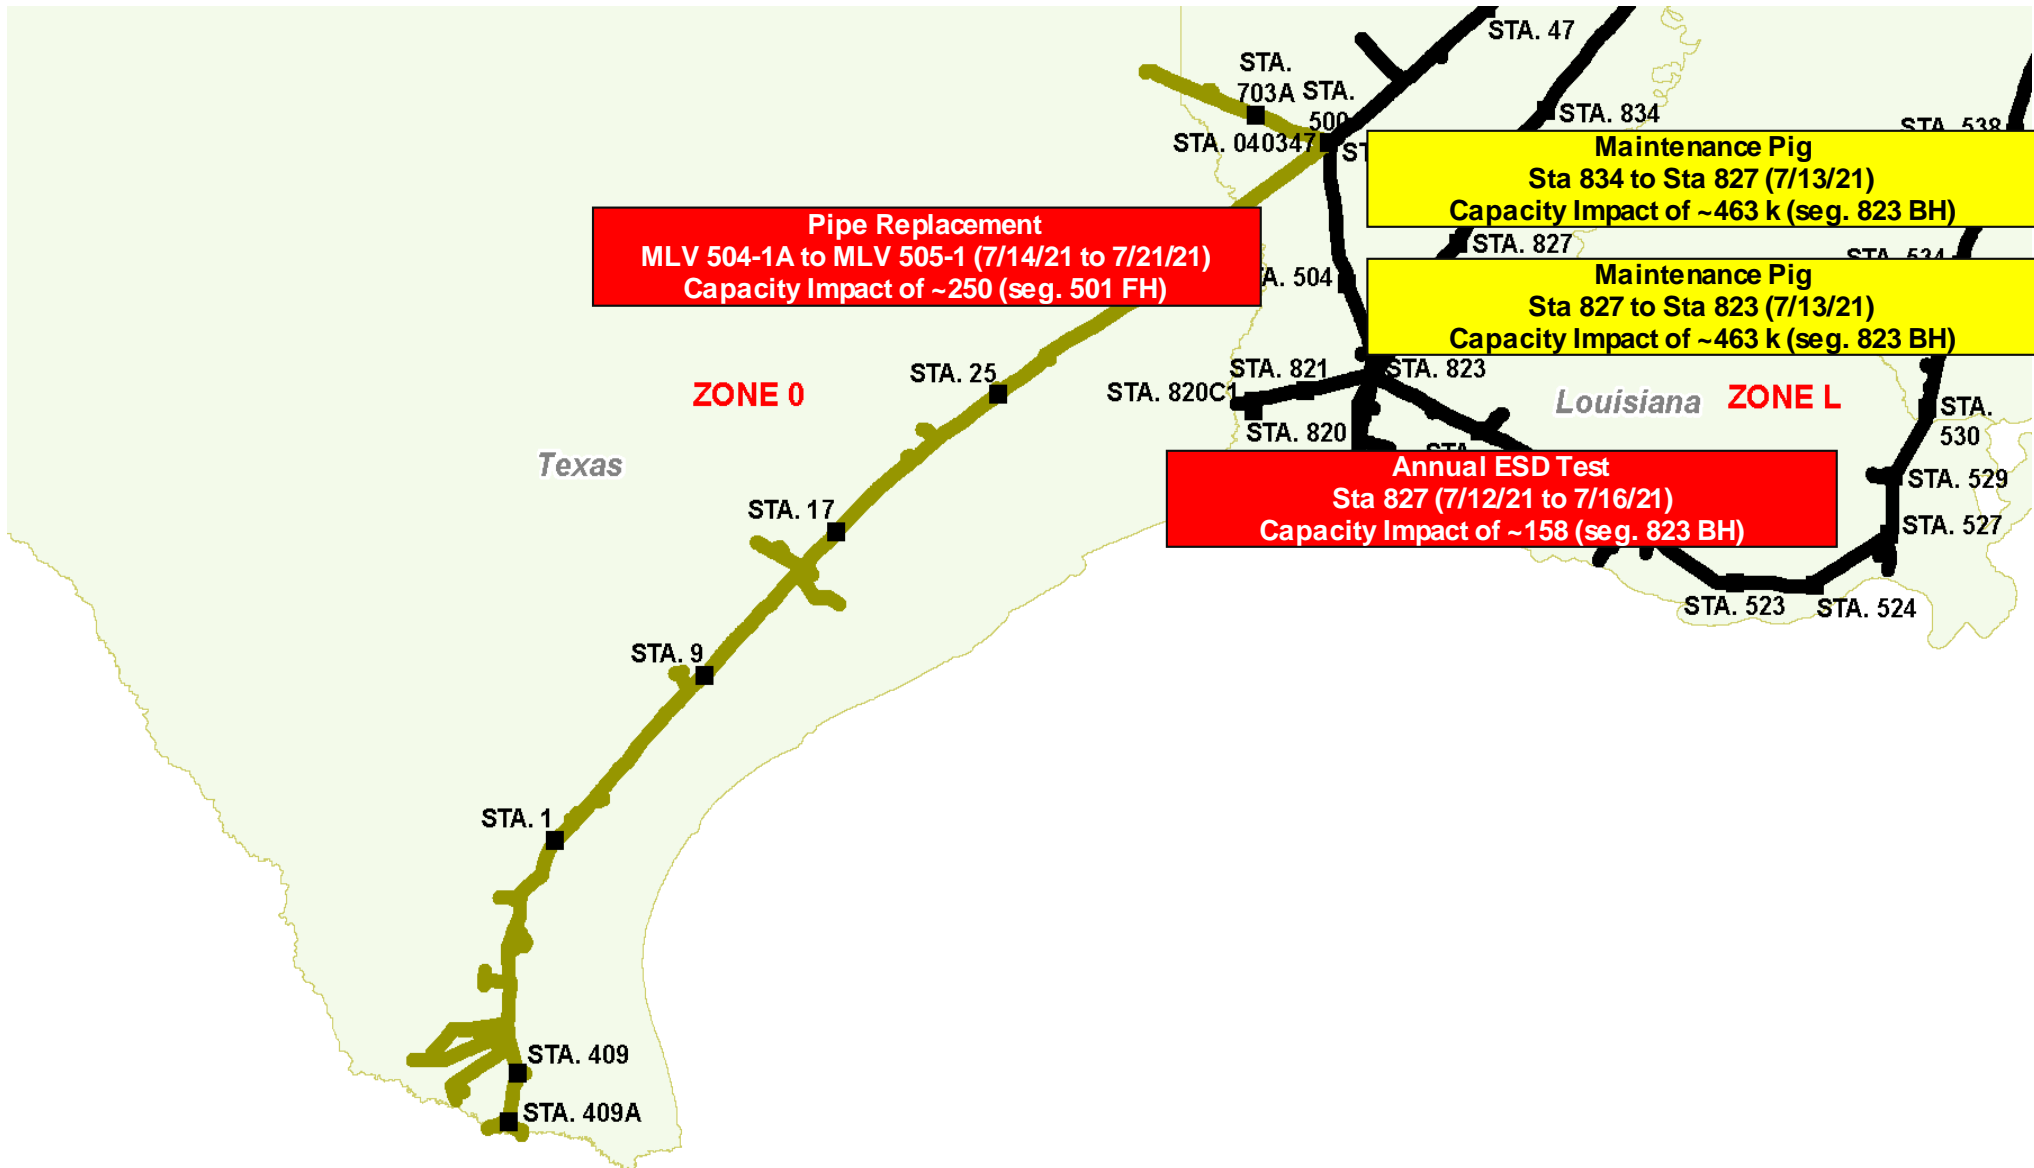 STA. 47
STA.
703A
STA.
500
STA. 834
STA. 538
STA. 040347
Maintenance Pig
Sta 834 to Sta 827 (7/13/21)
Capacity Impact of ~463 k (seg. 823 BH)
Pipe Replacement
MLV 504-1A to MLV 505-1 (7/14/21 to 7/21/21)
Capacity Impact of ~250 (seg. 501 FH)
STA. 827
STA. 534
504
Maintenance Pig
Sta 827 to Sta 823 (7/13/21)
Capacity Impact of ~463 k (seg. 823 BH)
STA. 25
STA. 821
STA. 823
ZONE 0
STA. 820C1
Louisiana
ZONE L
STA.
530
STA. 820
STA.
Texas
Annual ESD Test
Sta 827 (7/12/21 to 7/16/21)
Capacity Impact of ~158 (seg. 823 BH)
STA. 529
STA. 17
STA. 527
STA. 523
STA. 524
STA. 9
STA. 1
STA. 409
STA. 409A